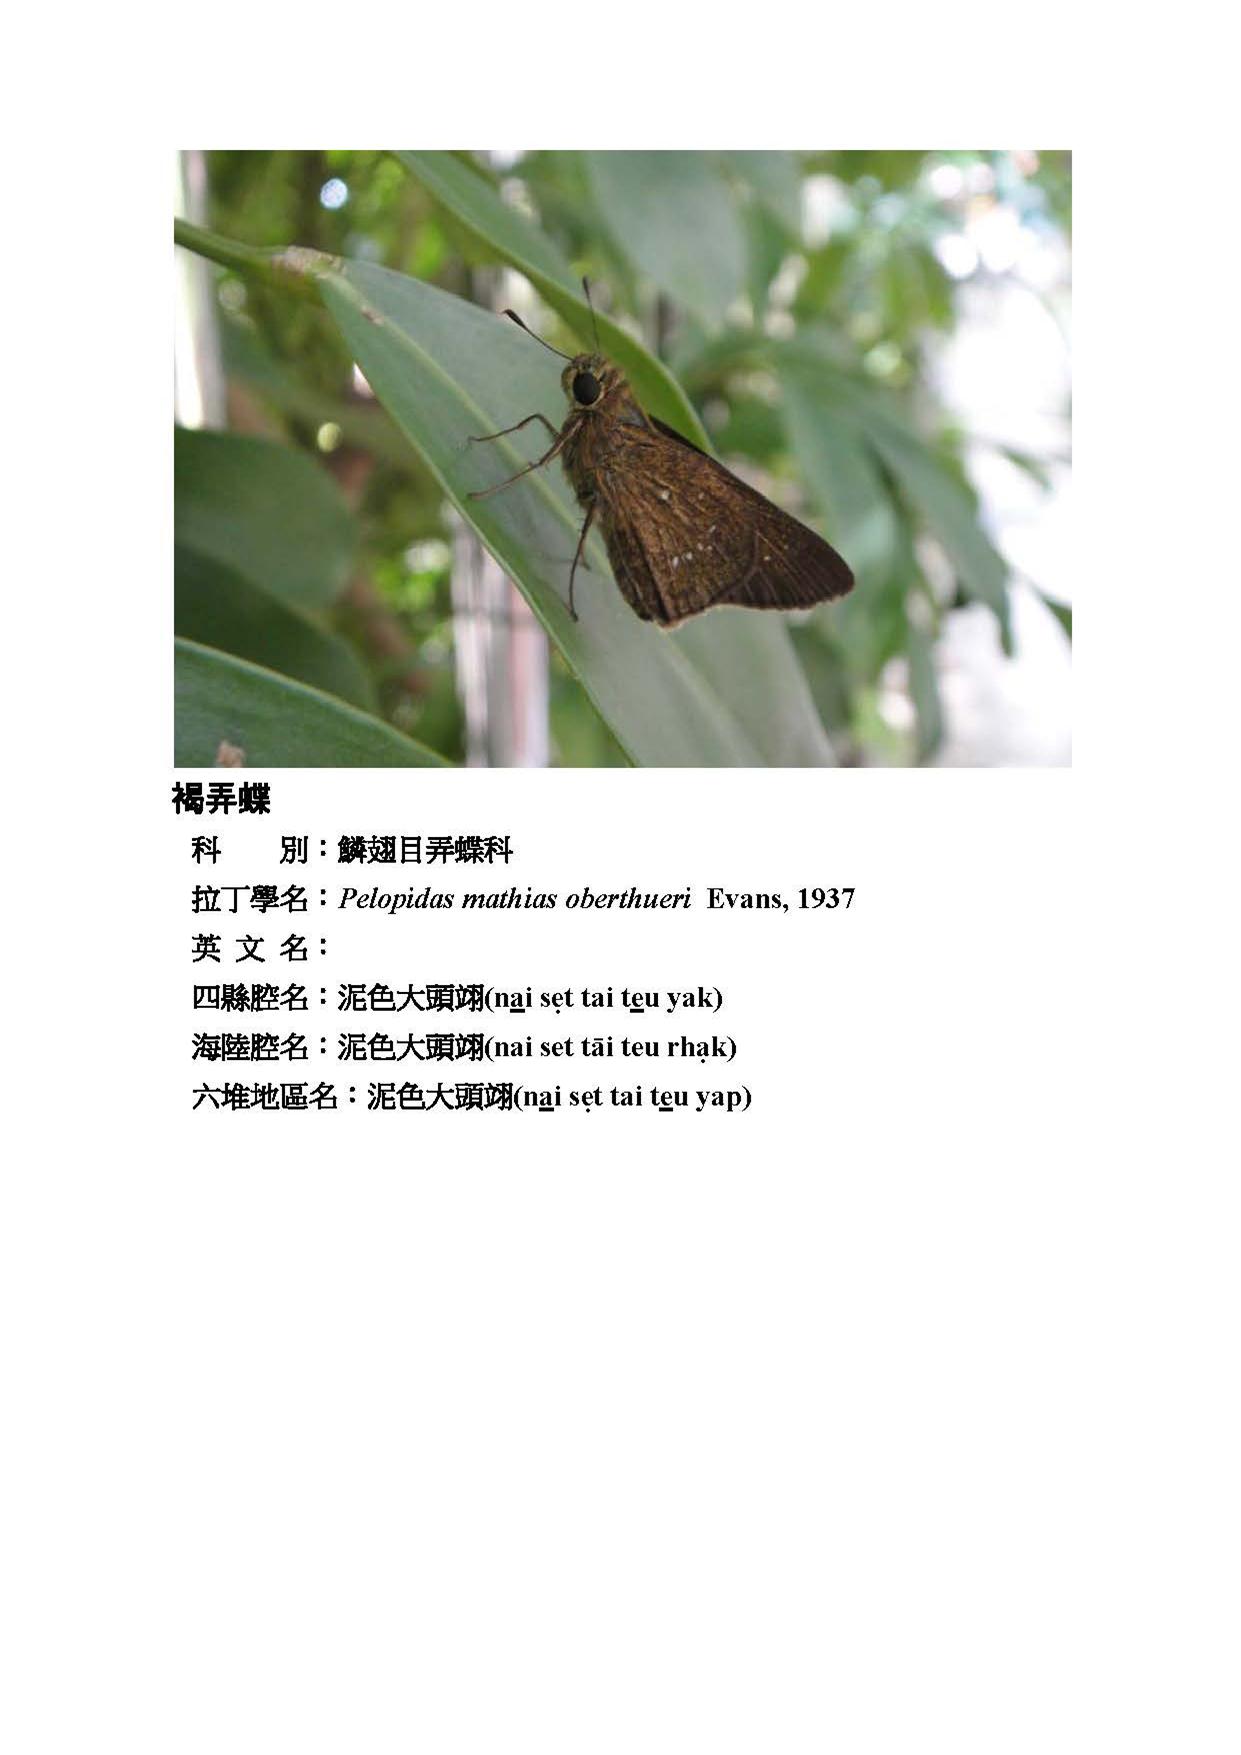 褐弄蝶
科　　別：鱗翅目弄蝶科
拉丁學名：Pelopidas mathias oberthueri Evans, 1937
英 文 名：
四縣腔名：泥色大頭翊(na̲i sẹt tai te̲u yak)
海陸腔名：泥色大頭翊(nai set tāi teu rhạk)
六堆地區名：泥色大頭翊(na̲i sẹt tai te̲u yap)